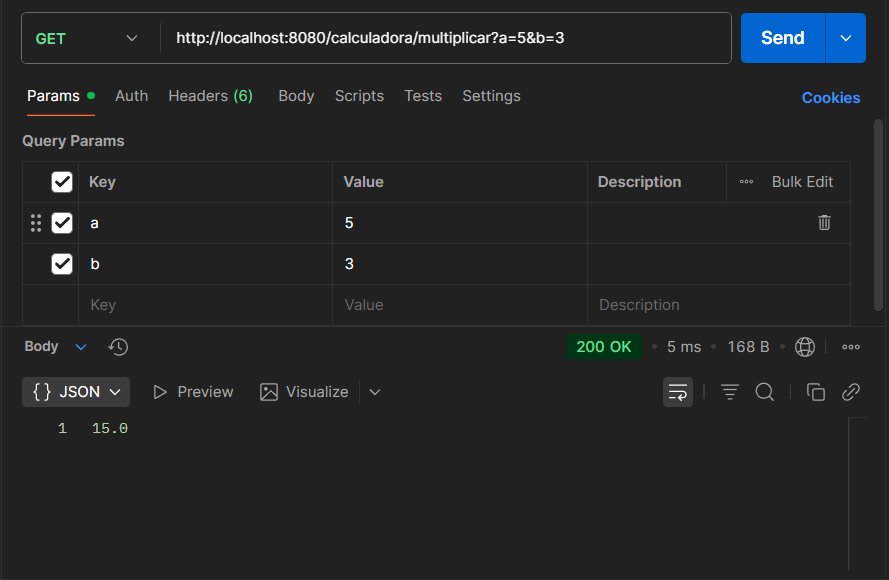 GET http://localhost:8080/calculadora/multiplicar?a=5&b=3 Send
Params Auth Headers (6) Body Scripts Tests Settings Cookies
Query Params
Key Value Description Bulk Edit
a 5
b 3
Key Value Description
Body 200 OK 5 ms 168 B
{} JSON Preview Visualize
1 15.0